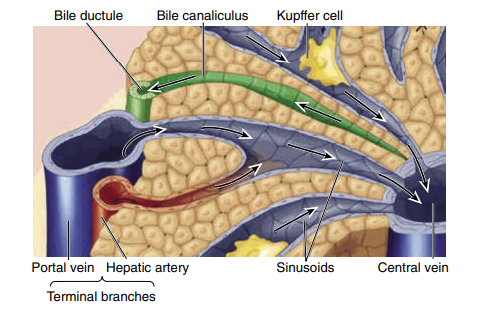 Bile ductule
Bile canaliculus
Kupffer cell
Portal vein
Hepatic artery
Sinusoids
Central vein
Terminal branches